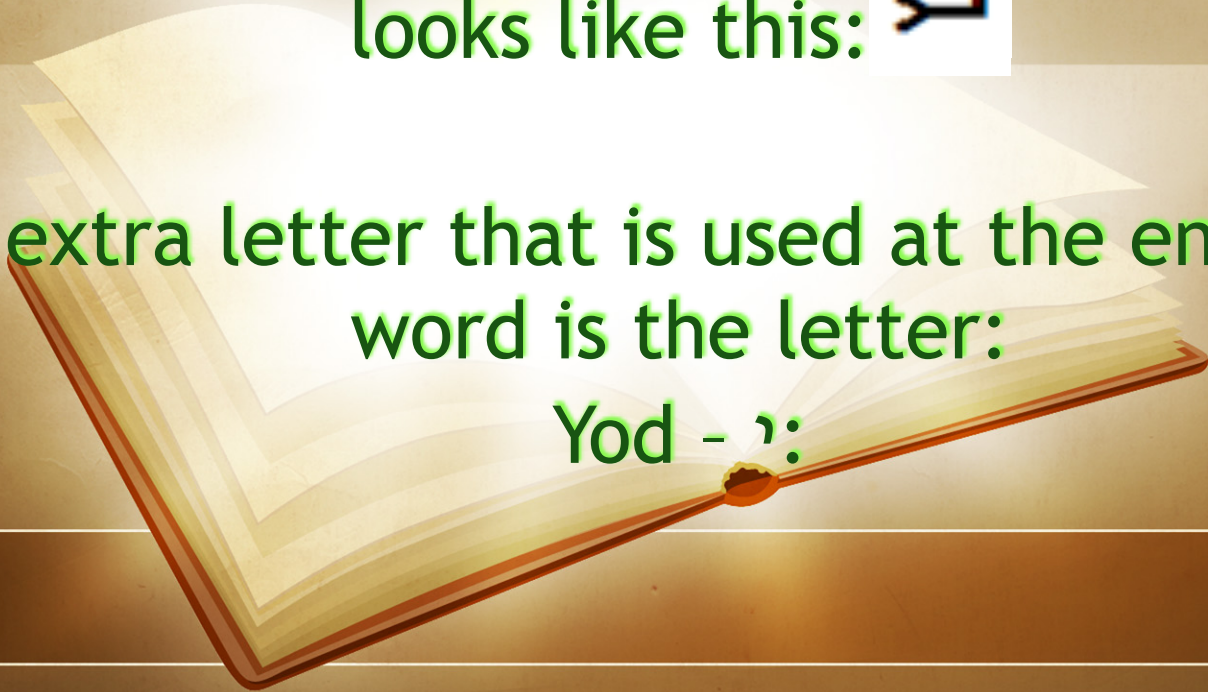 looks like this:
extra letter that is used at the en
word is the letter:
Yod – י: